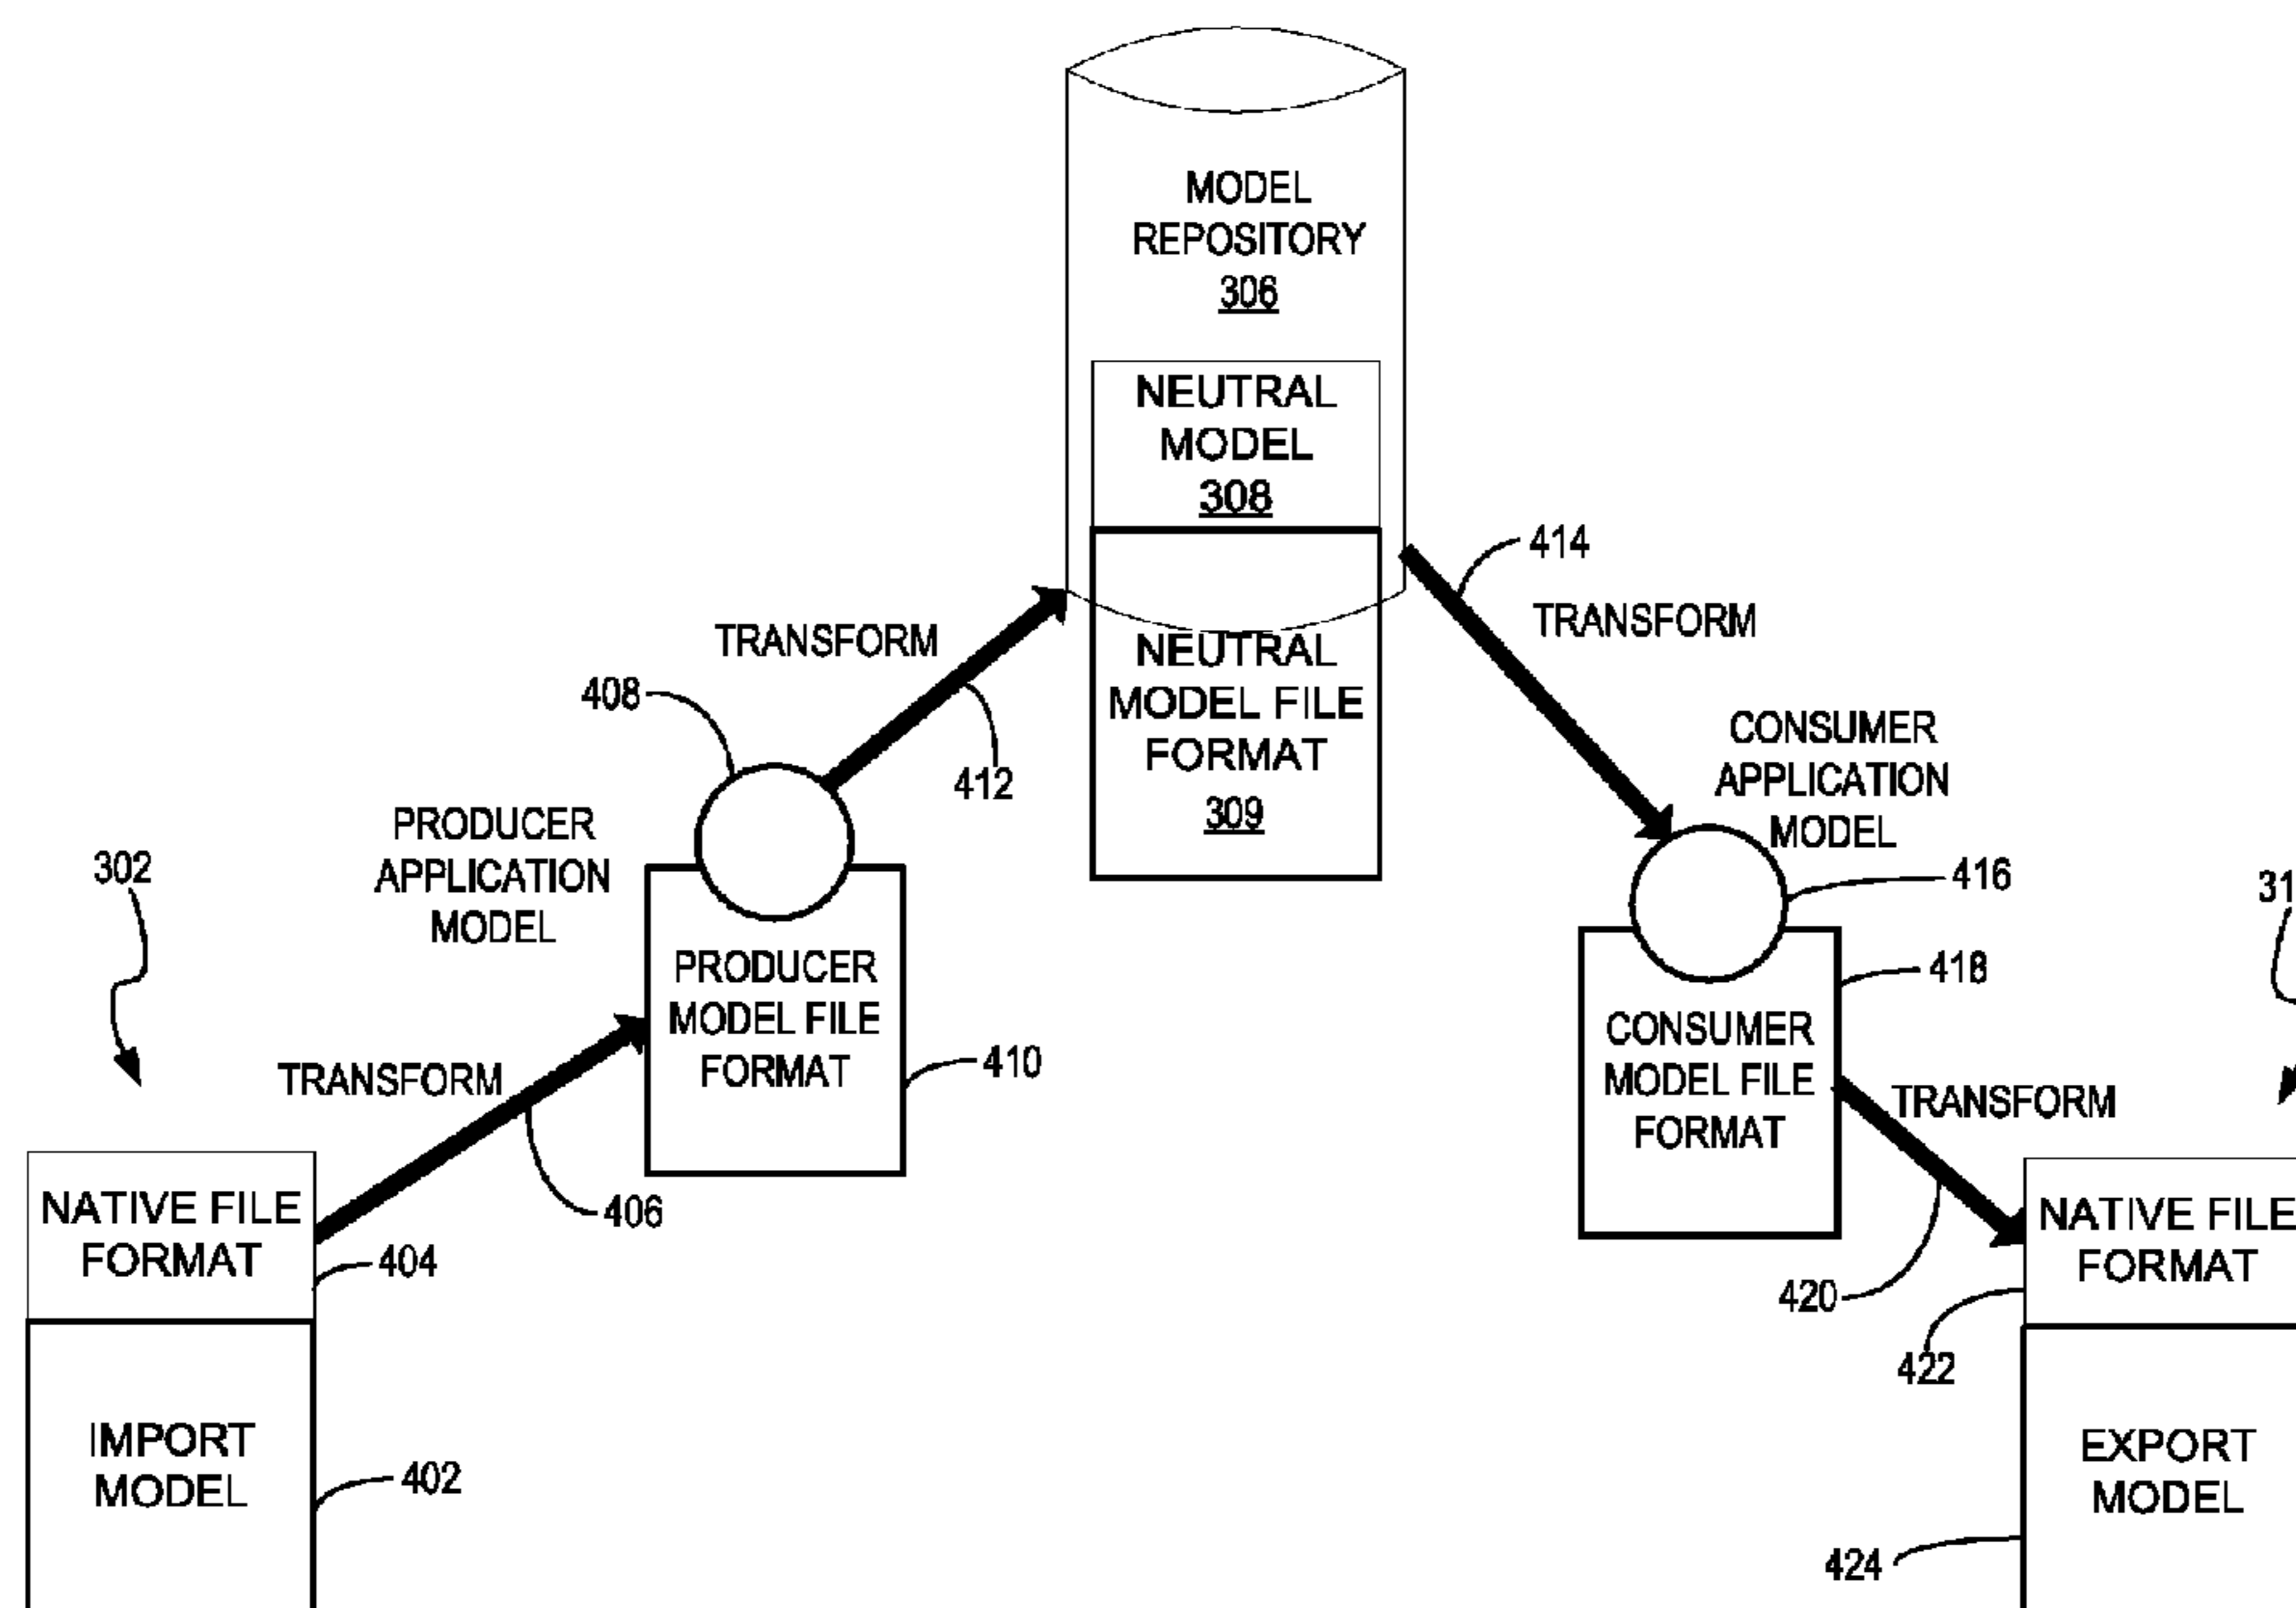 MODEL
REPOSITORY
306
NEUTRAL
MODEL
308
NEUTRAL
MODEL FILE
FORMAT
309
414
TRANSFORM
TRANSFORM
408
412
CONSUMER
APPLICATION
MODEL
416
418
PRODUCER
APPLICATION
MODEL
302
PRODUCER
MODEL FILE
FORMAT
410
TRANSFORM
406
CONSUMER
MODEL FILE
FORMAT
31
TRANSFORM
420
NATIVE FILE
FORMAT
404
IMPORT
MODEL
402
NATIVE FILE
FORMAT
422
EXPORT
MODEL
424